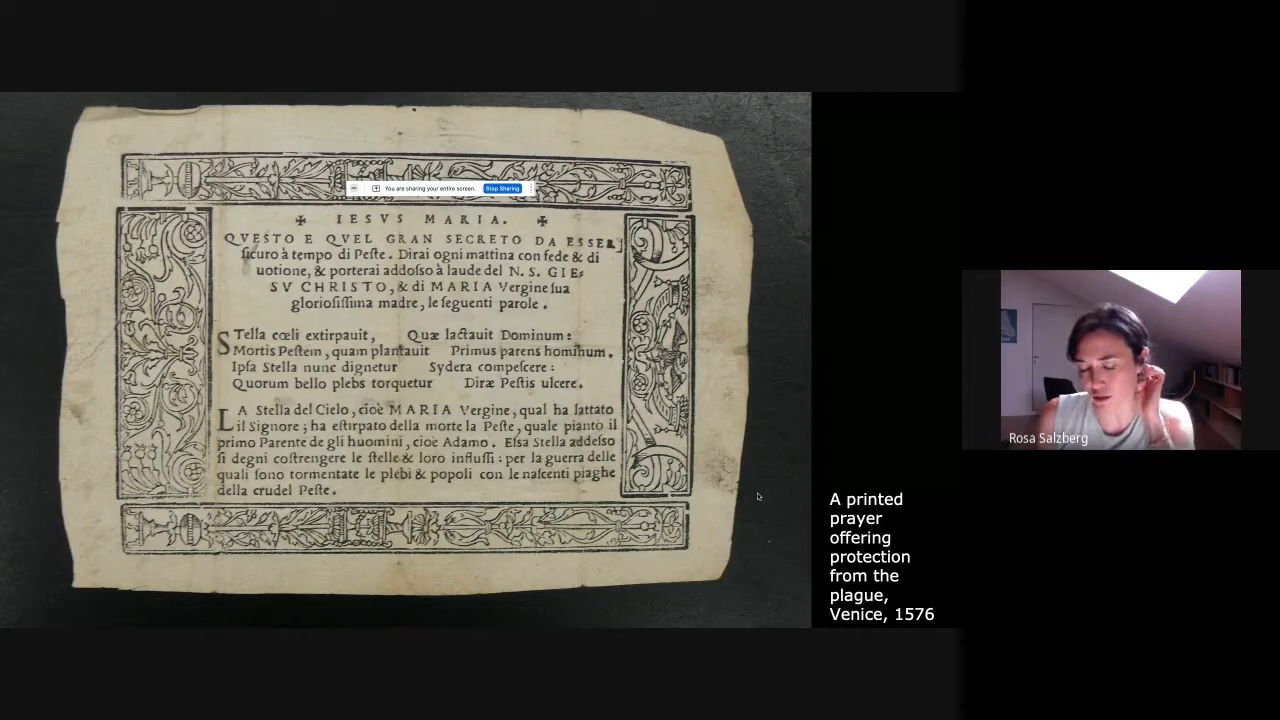 You are sharing your entire screen. Stop Sharing
✠ IESVS MARIA. ✠
QVESTO E QVEL GRAN SECRETO DA ESSER
sicuro à tempo di Peste. Dirai ogni mattina con fede & di
uotione, & porterai addosso à laude del N. S. GIE-
SV CHRISTO, & di MARIA Vergine sua
gloriosissima madre, le seguenti parole.
STella cœli extirpauit, Quæ lactauit Dominum:
Mortis Pestem, quam plantauit Primus parens hominum.
Ipsa Stella nunc dignetur Sydera compescere:
Quorum bello plebs torquetur Diræ Pestis ulcere.
LA Stella del Cielo, cioè MARIA Vergine, qual ha lattato
il Signore; ha estirpato della morte la Peste, quale piantò il
primo Parente de gli huomini, cioè Adamo. Essa Stella addesso
si degni costrengere le stelle & loro influssi: per la guerra delle
quali sono tormentate le plebi & popoli con le nascenti piaghe
della crudel Peste.
Rosa Salzberg
A printed
prayer
offering
protection
from the
plague,
Venice, 1576